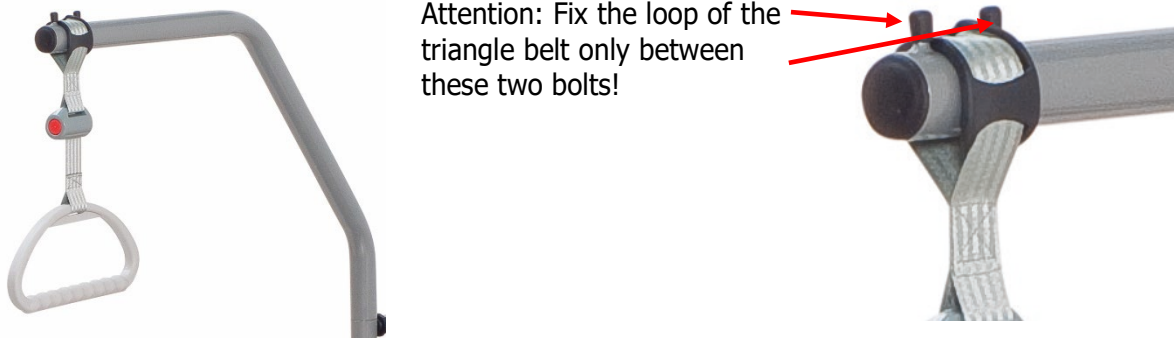 Attention: Fix the loop of the
triangle belt only between
these two bolts!